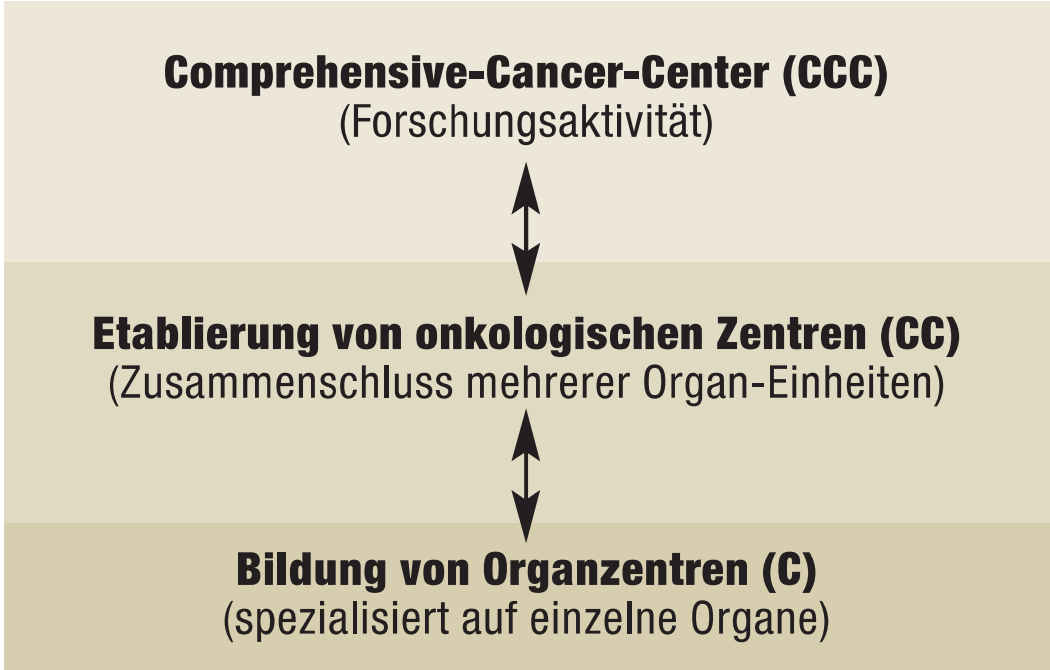 Comprehensive-Cancer-Center (CCC)
(Forschungsaktivität)
Etablierung von onkologischen Zentren (CC)
(Zusammenschluss mehrerer Organ-Einheiten)
Bildung von Organzentren (C)
(spezialisiert auf einzelne Organe)